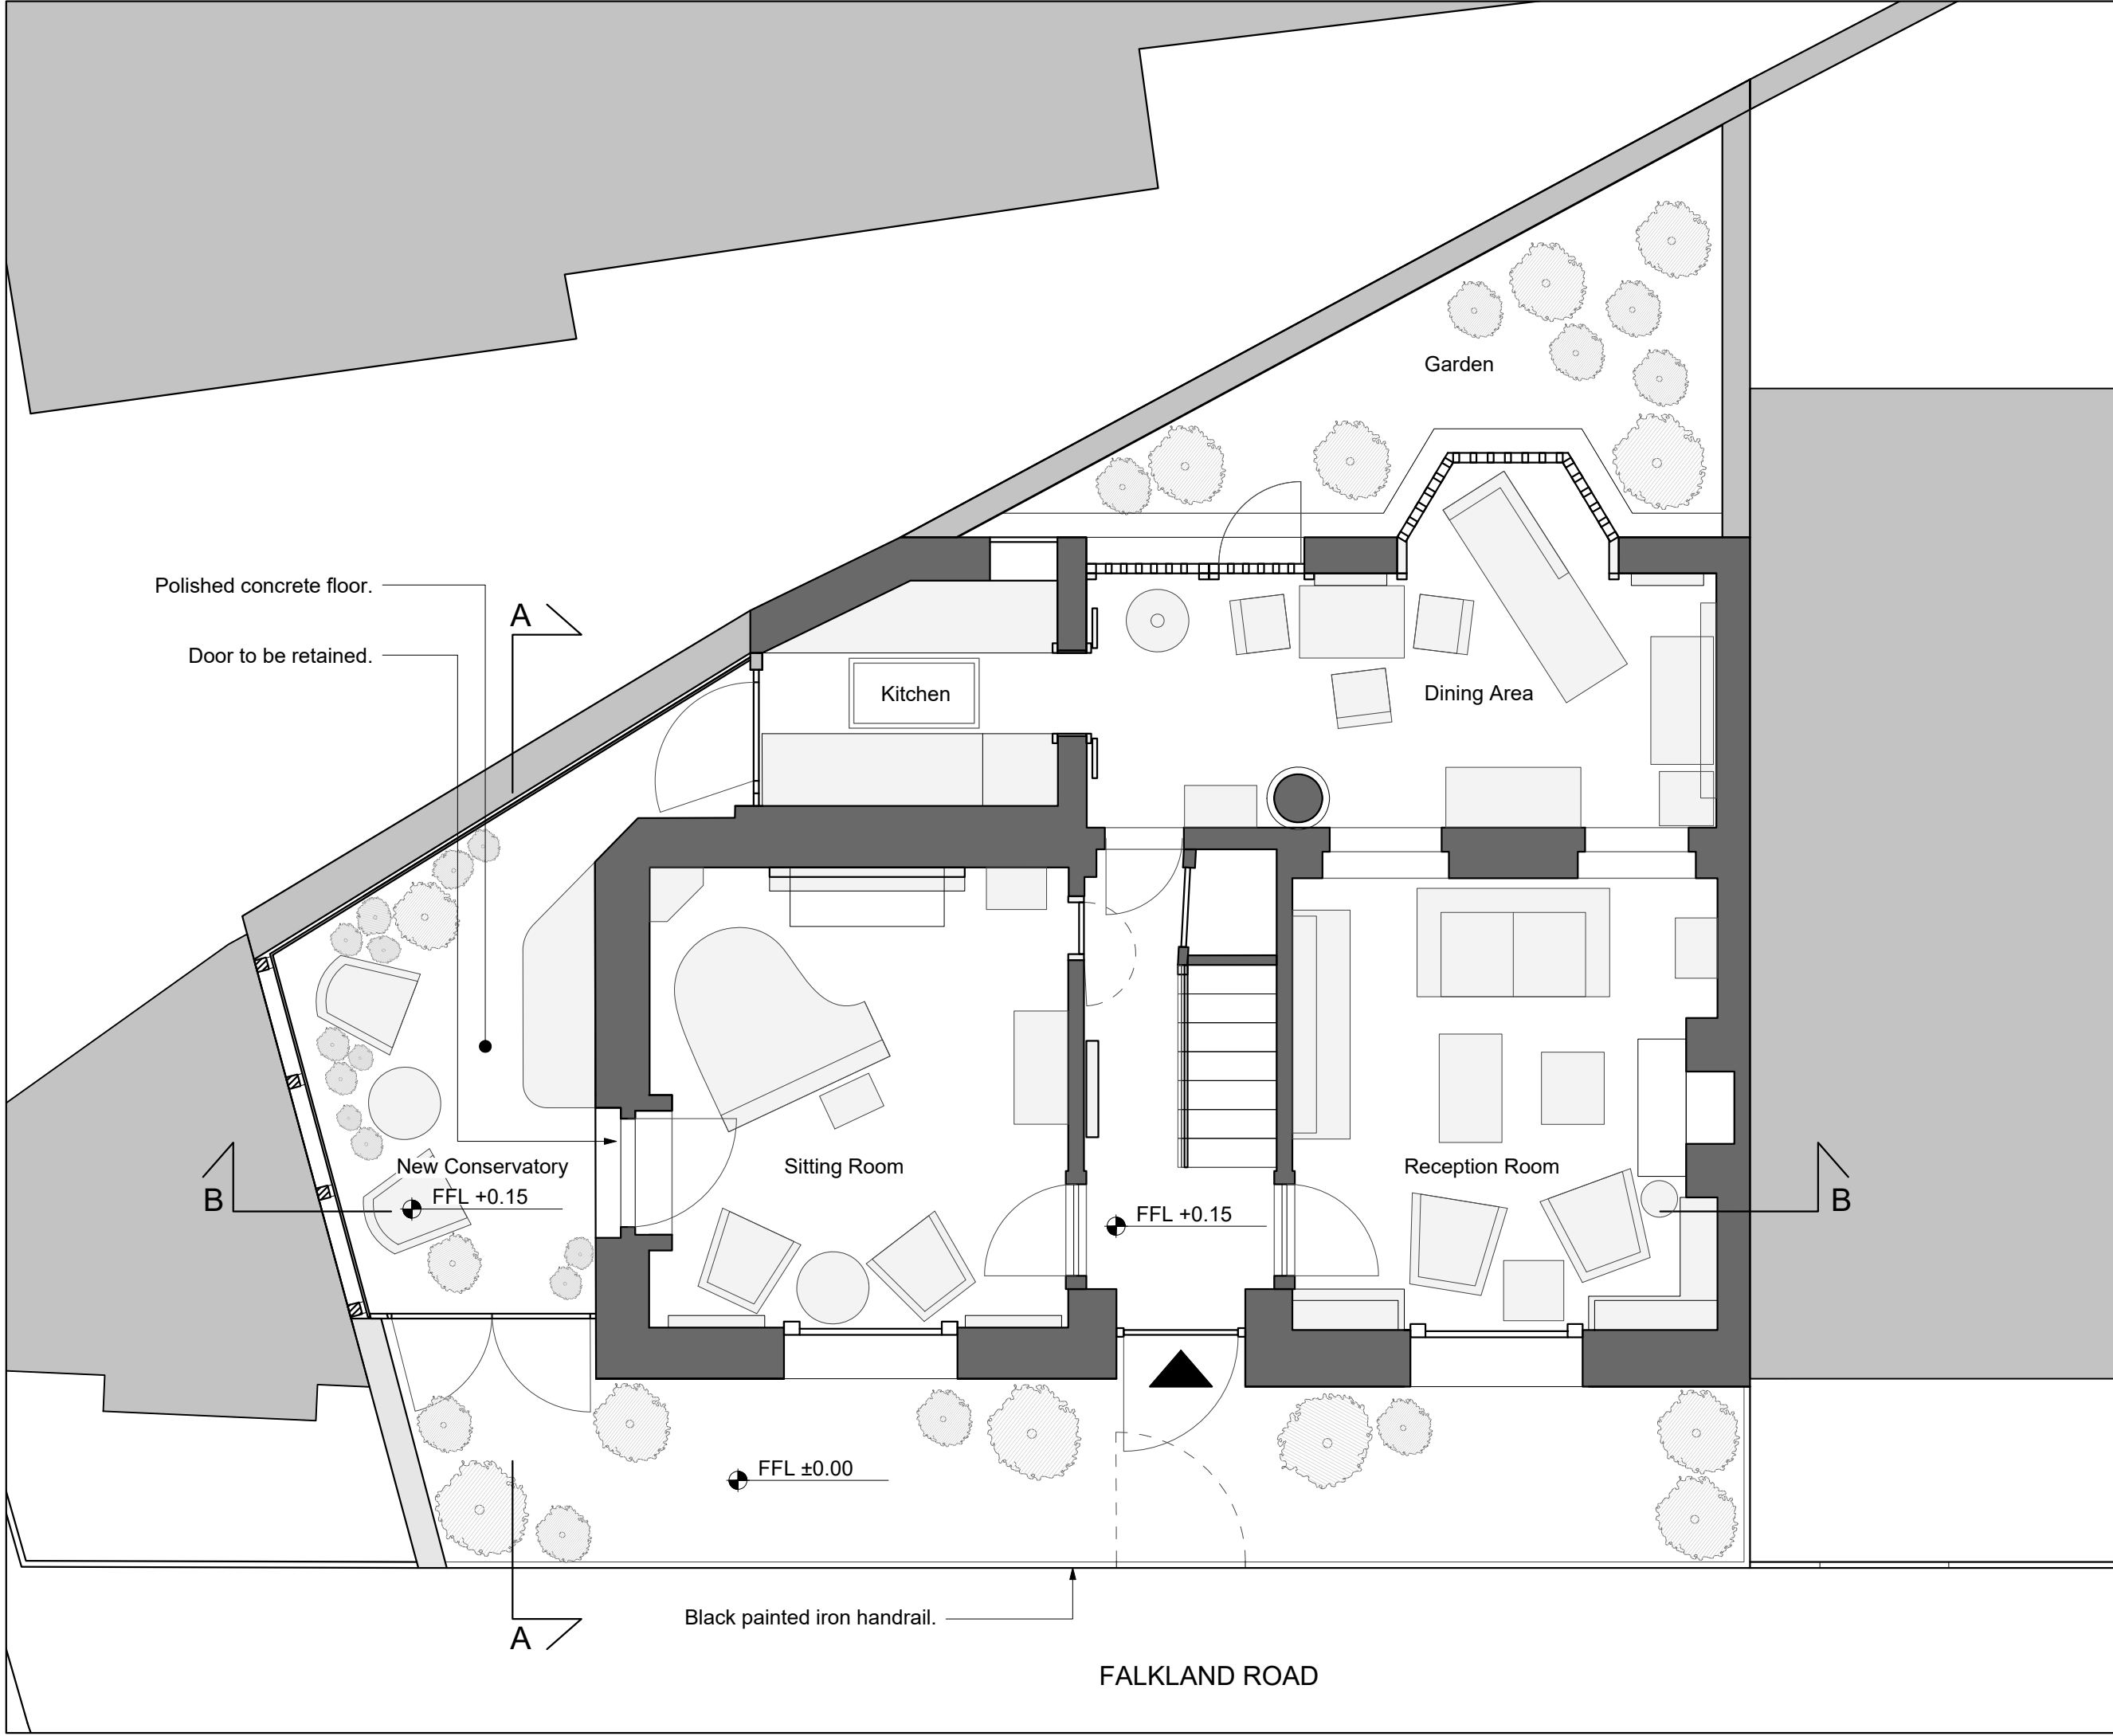 Garden
Polished concrete floor.
A
Door to be retained.
Kitchen
Dining Area
New Conservatory
Sitting Room
Reception Room
B
FFL +0.15
FFL +0.15
B
FFL ±0.00
Black painted iron handrail.
A
FALKLAND ROAD